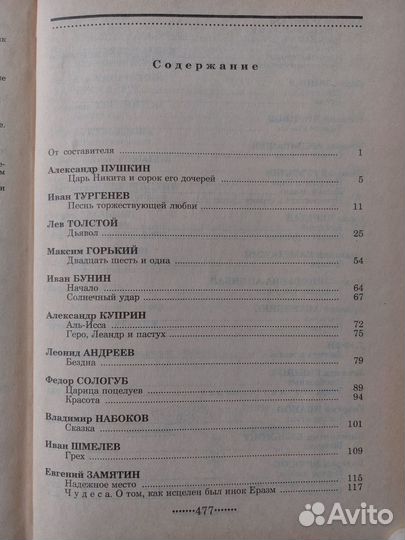 Содержание
От составителя 1
Александр ПУШКИН
Царь Никита и сорок его дочерей 5
Иван ТУРГЕНЕВ
Песнь торжествующей любви 11
Лев ТОЛСТОЙ
Дьявол 25
Максим ГОРЬКИЙ
Двадцать шесть и одна 54
Иван БУНИН
Начало 64
Солнечный удар 67
Александр КУПРИН
Аль-Исса 72
Геро, Леандр и пастух 75
Леонид АНДРЕЕВ
Бездна 79
Федор СОЛОГУБ
Царица поцелуев 89
Красота 94
Владимир НАБОКОВ
Сказка 101
Иван ШМЕЛЕВ
Грех 109
Евгений ЗАМЯТИН
Надежное место 115
Чудеса. О том, как исцелен был инок Еразм 117
477
Avito